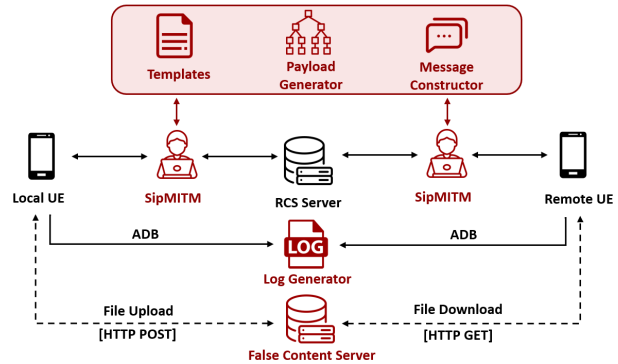 Templates
Payload
Generator
Message
Constructor
Local UE
SipMITM
RCS Server
SipMITM
Remote UE
ADB
LOG
ADB
Log Generator
File Upload
[HTTP POST]
File Download
[HTTP GET]
False Content Server